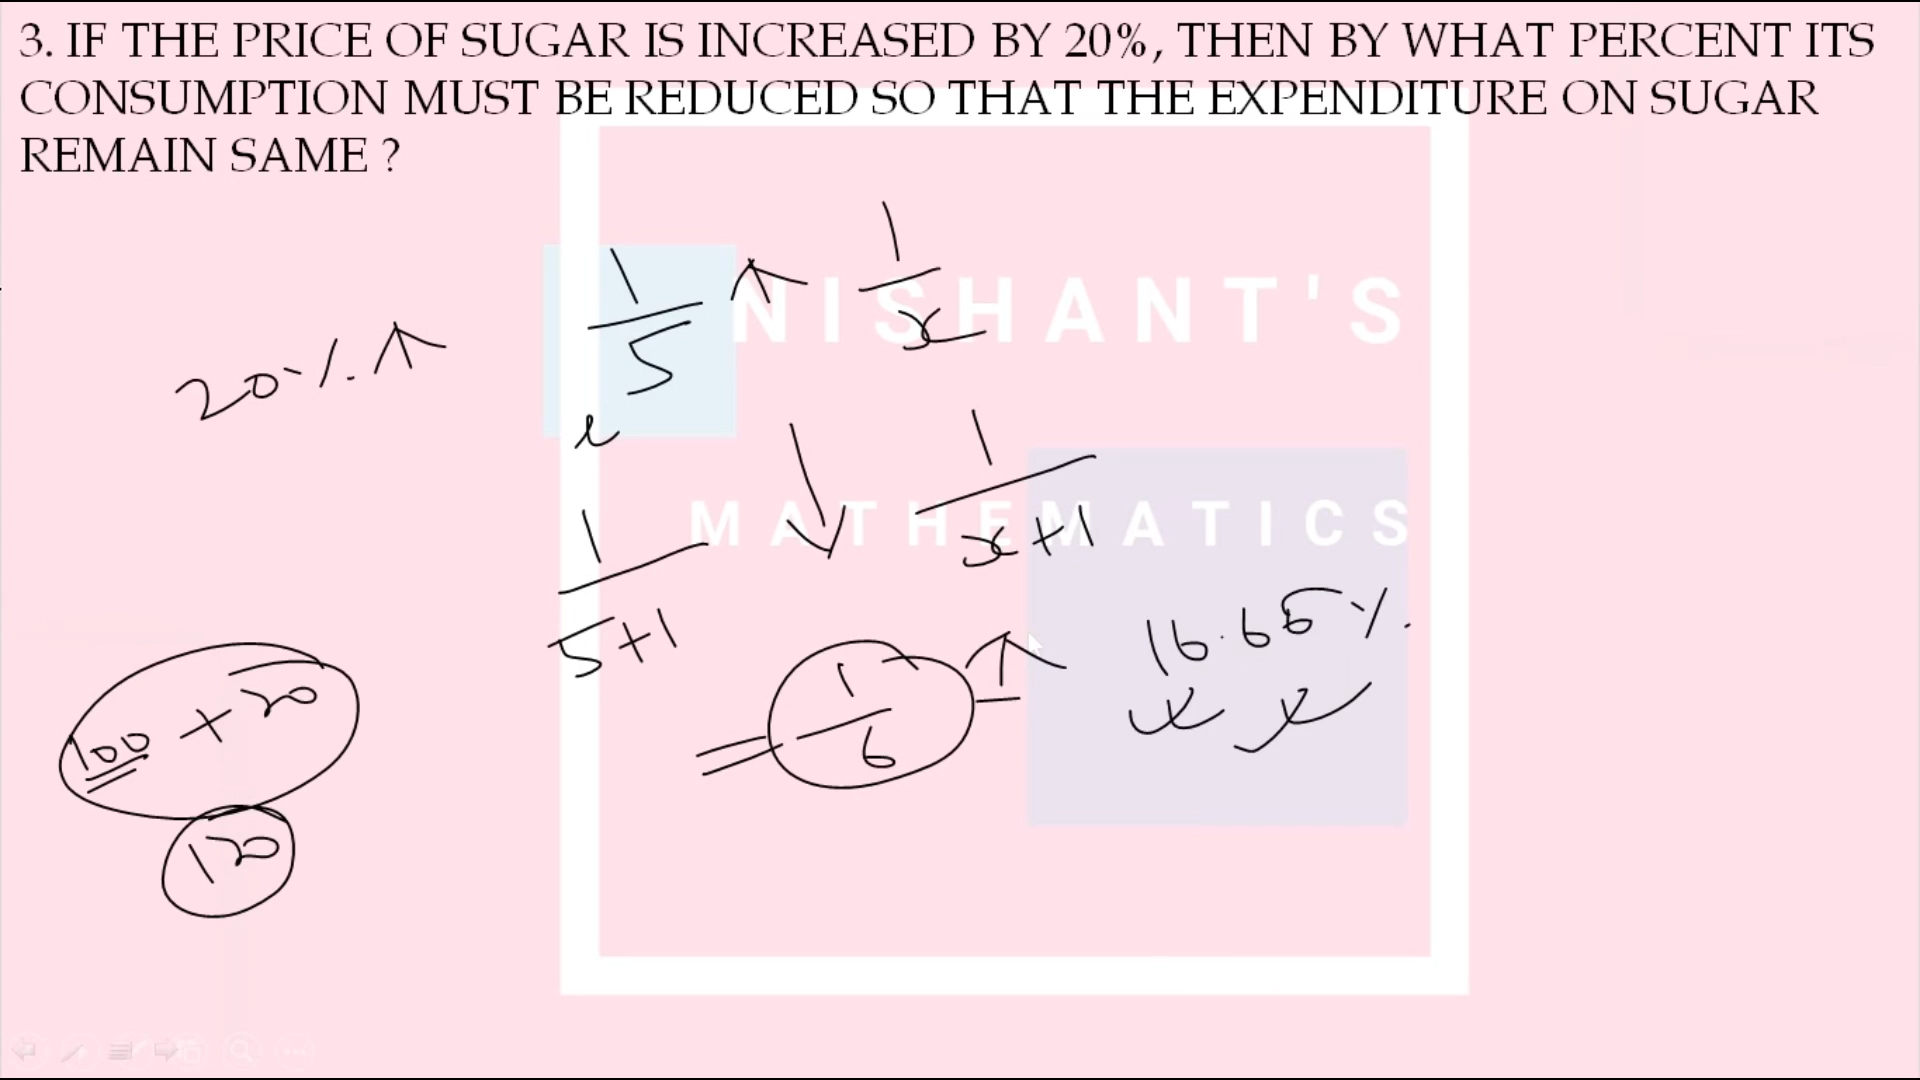 3. IF THE PRICE OF SUGAR IS INCREASED BY 20%, THEN BY WHAT PERCENT ITS
CONSUMPTION MUST BE REDUCED SO THAT THE EXPENDITURE ON SUGAR
REMAIN SAME ?
20% ↑
1/5 ↑ 1/x
NISHANT'S
↓ 1/x+1
MATHEMATICS
1/5+1
= 1/6 ↑
16.66%
100 + 20
120